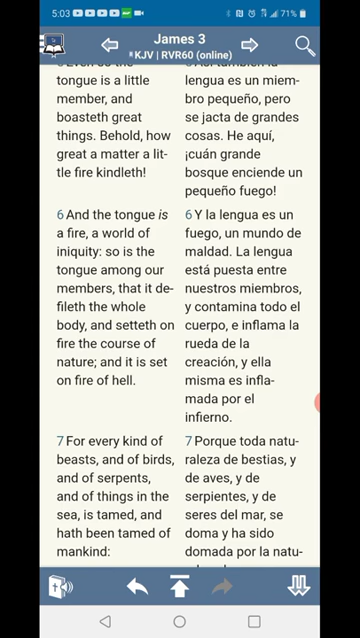 5:03
71%
James 3
*KJV | RVR60 (online)
tongue is a little
member, and
boasteth great
things. Behold, how
great a matter a lit-
tle fire kindleth!
lengua es un miem-
bro pequeño, pero
se jacta de grandes
cosas. He aquí,
¡cuán grande
bosque enciende un
pequeño fuego!
6 And the tongue is
a fire, a world of
iniquity: so is the
tongue among our
members, that it de-
fileth the whole
body, and setteth on
fire the course of
nature; and it is set
on fire of hell.
6 Y la lengua es un
fuego, un mundo de
maldad. La lengua
está puesta entre
nuestros miembros,
y contamina todo el
cuerpo, e inflama la
rueda de la
creación, y ella
misma es infla-
mada por el
infierno.
7 For every kind of
beasts, and of birds,
and of serpents,
and of things in the
sea, is tamed, and
hath been tamed of
mankind:
7 Porque toda natu-
raleza de bestias, y
de aves, y de
serpientes, y de
seres del mar, se
doma y ha sido
domada por la natu-